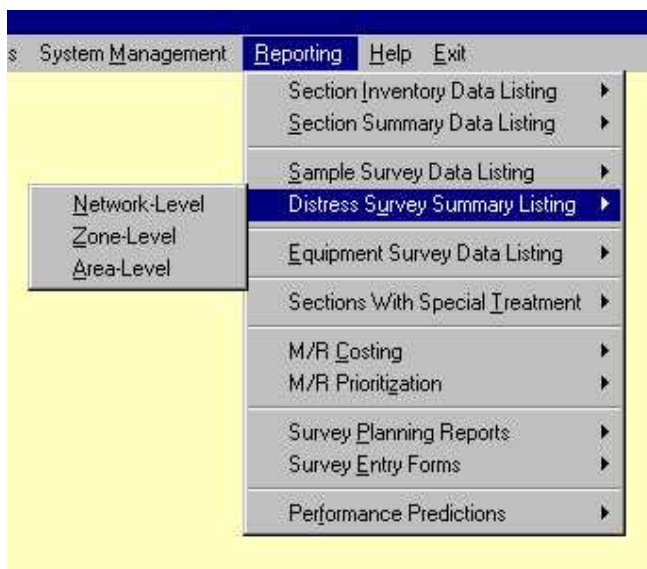 s System Management Reporting Help Exit
Section Inventory Data Listing
Section Summary Data Listing
Sample Survey Data Listing
Distress Survey Summary Listing
Network-Level
Zone-Level
Area-Level
Equipment Survey Data Listing
Sections With Special Treatment
M/R Costing
M/R Prioritization
Survey Planning Reports
Survey Entry Forms
Performance Predictions